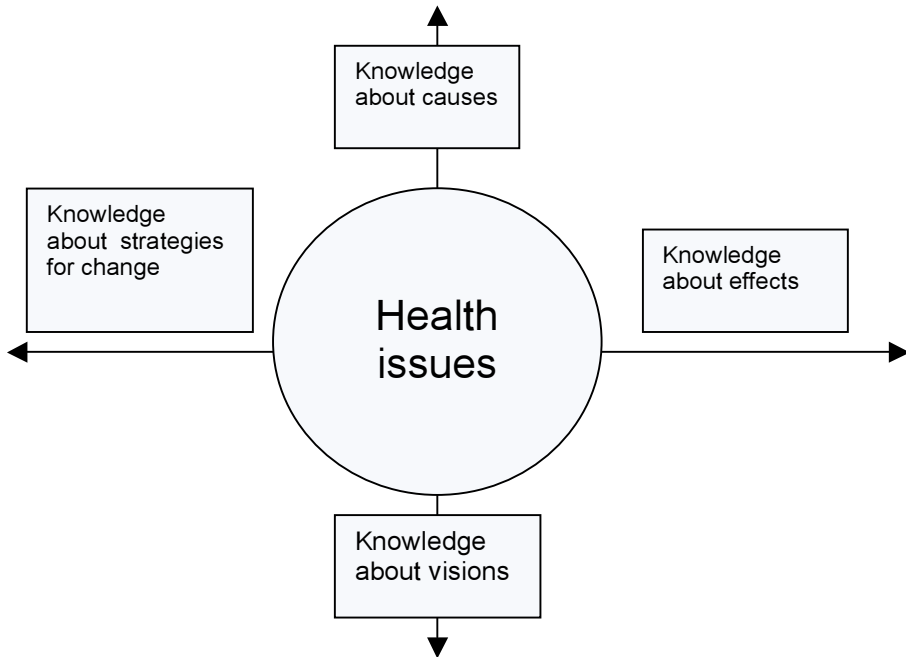 Knowledge
about causes
Knowledge
about  strategies
for change
Health
issues
Knowledge
about effects
Knowledge
about visions